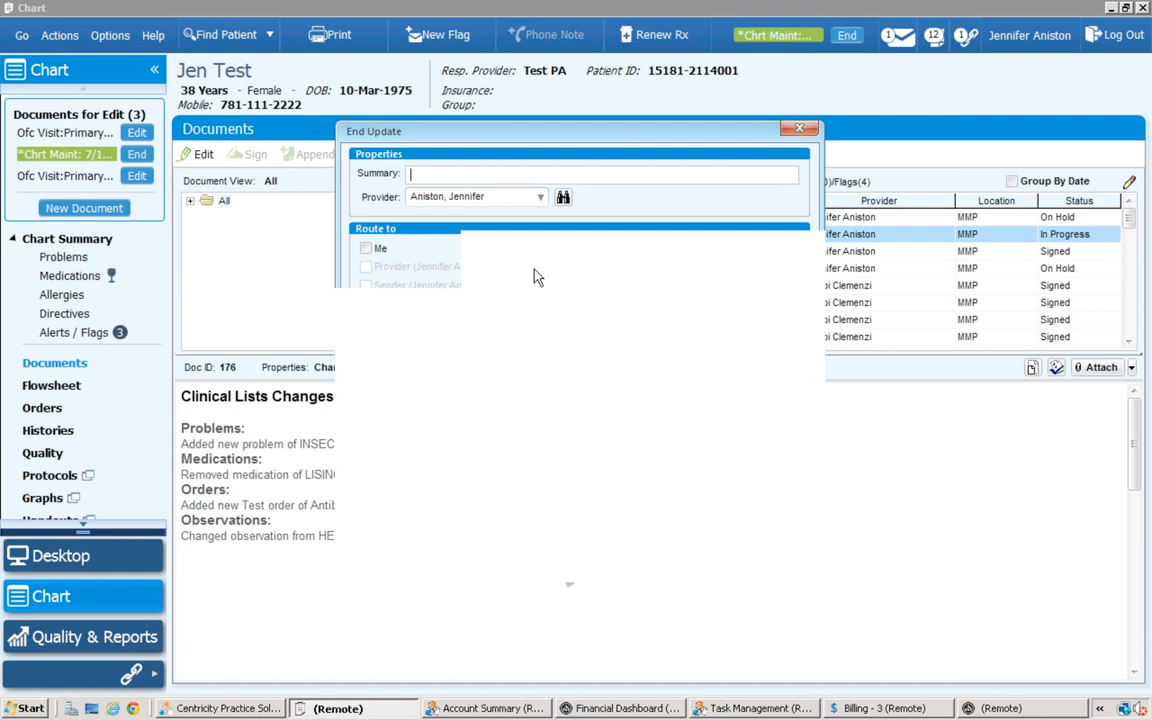 Chart
Go Actions Options Help Find Patient Print New Flag Phone Note Renew Rx *Chrt Maint:... End 1 12 1 Jennifer Aniston Log Out
Chart «
Jen Test
38 Years - Female - DOB: 10-Mar-1975
Mobile: 781-111-2222
Resp. Provider: Test PA Patient ID: 15181-2114001
Insurance:
Group:
Documents for Edit (3)
Ofc Visit:Primary... Edit
*Chrt Maint: 7/1... End
Ofc Visit:Primary... Edit
New Document
Chart Summary
Problems
Medications
Allergies
Directives
Alerts / Flags 3
Documents
Flowsheet
Orders
Histories
Quality
Protocols
Graphs
Desktop
Chart
Quality & Reports
Documents
Edit Sign Append
Document View: All
All
End Update
Properties
Summary:
Provider: Aniston, Jennifer
Route to
Me
Provider (Jennifer A
Sender (Jennifer An
)/Flags(4) Group By Date
Provider Location Status
ifer Aniston MMP On Hold
ifer Aniston MMP In Progress
ifer Aniston MMP Signed
ifer Aniston MMP On Hold
oi Clemenzi MMP Signed
oi Clemenzi MMP Signed
oi Clemenzi MMP Signed
oi Clemenzi MMP Signed
Doc ID: 176 Properties: Char Attach
Clinical Lists Changes
Problems:
Added new problem of INSEC
Medications:
Removed medication of LISIN
Orders:
Added new Test order of Antib
Observations:
Changed observation from HE
Start Centricity Practice Sol... (Remote) Account Summary (R... Financial Dashboard (... Task Management (R... Billing - 3 (Remote) (Remote) «